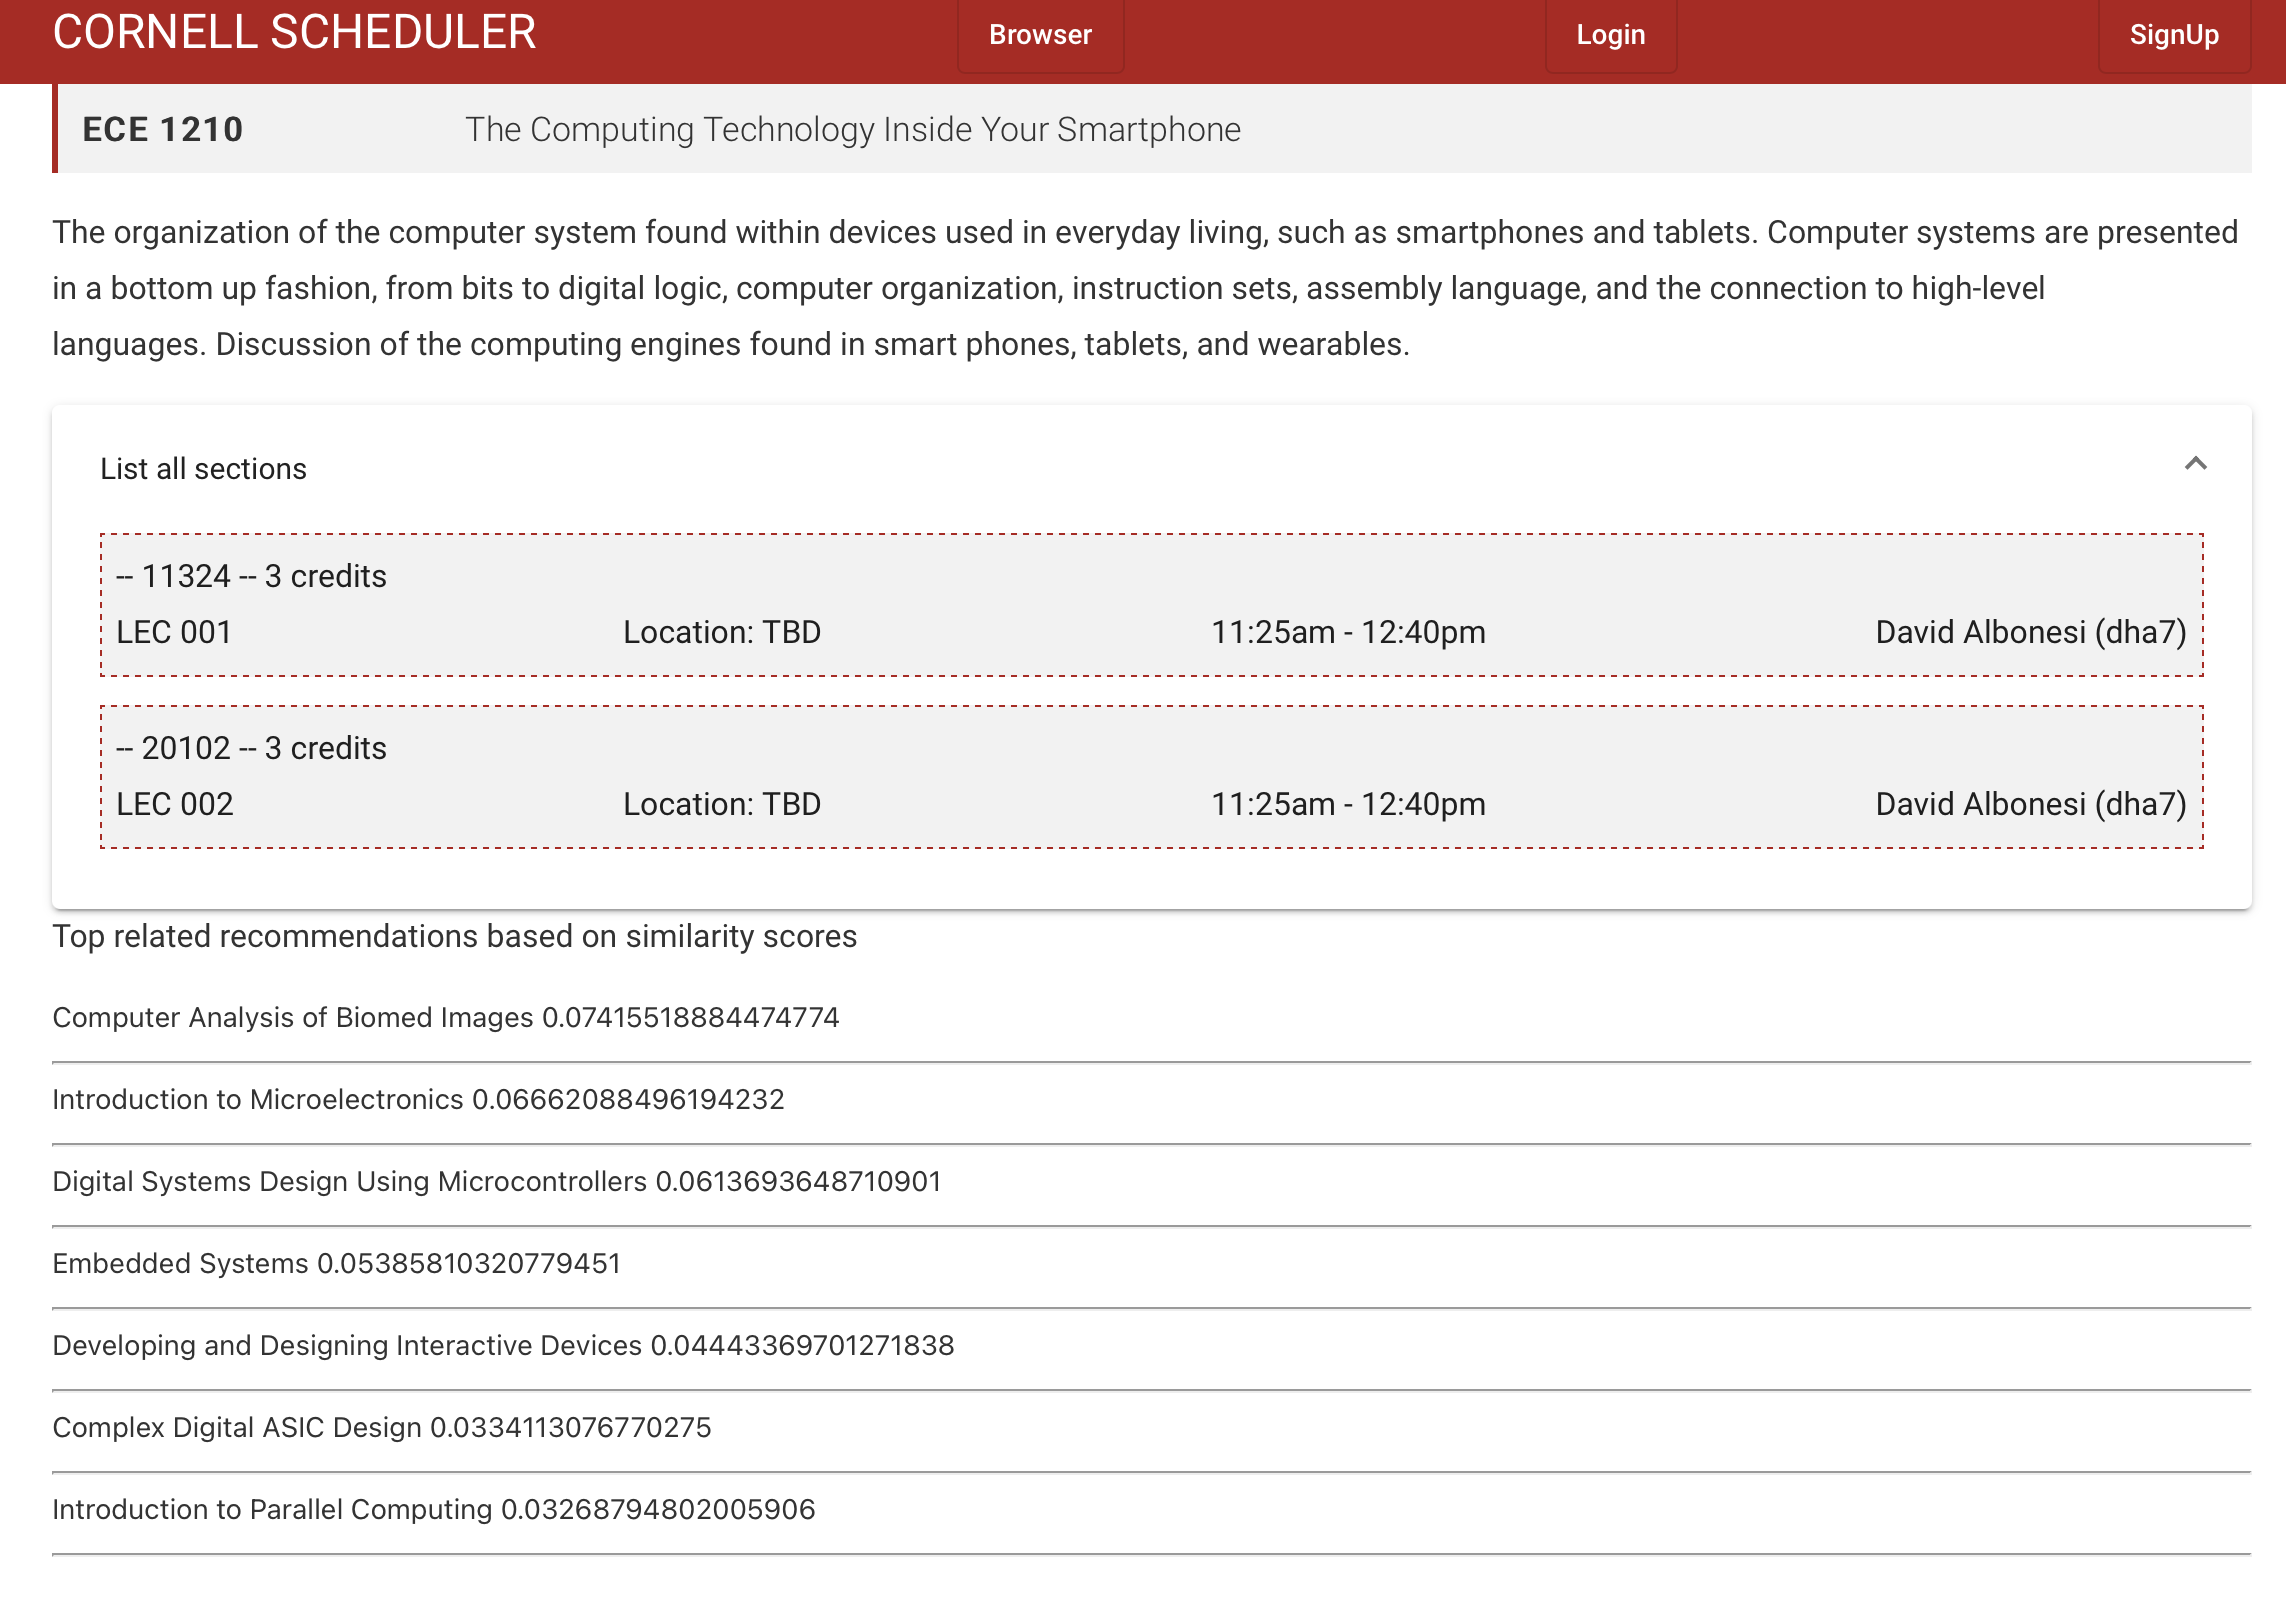 CORNELL SCHEDULER Browser Login SignUp
ECE 1210 The Computing Technology Inside Your Smartphone
The organization of the computer system found within devices used in everyday living, such as smartphones and tablets. Computer systems are presented
in a bottom up fashion, from bits to digital logic, computer organization, instruction sets, assembly language, and the connection to high-level
languages. Discussion of the computing engines found in smart phones, tablets, and wearables.
List all sections
-- 11324 -- 3 credits
LEC 001 Location: TBD 11:25am - 12:40pm David Albonesi (dha7)
-- 20102 -- 3 credits
LEC 002 Location: TBD 11:25am - 12:40pm David Albonesi (dha7)
Top related recommendations based on similarity scores
Computer Analysis of Biomed Images 0.07415518884474774
Introduction to Microelectronics 0.06662088496194232
Digital Systems Design Using Microcontrollers 0.0613693648710901
Embedded Systems 0.05385810320779451
Developing and Designing Interactive Devices 0.04443369701271838
Complex Digital ASIC Design 0.0334113076770275
Introduction to Parallel Computing 0.03268794802005906